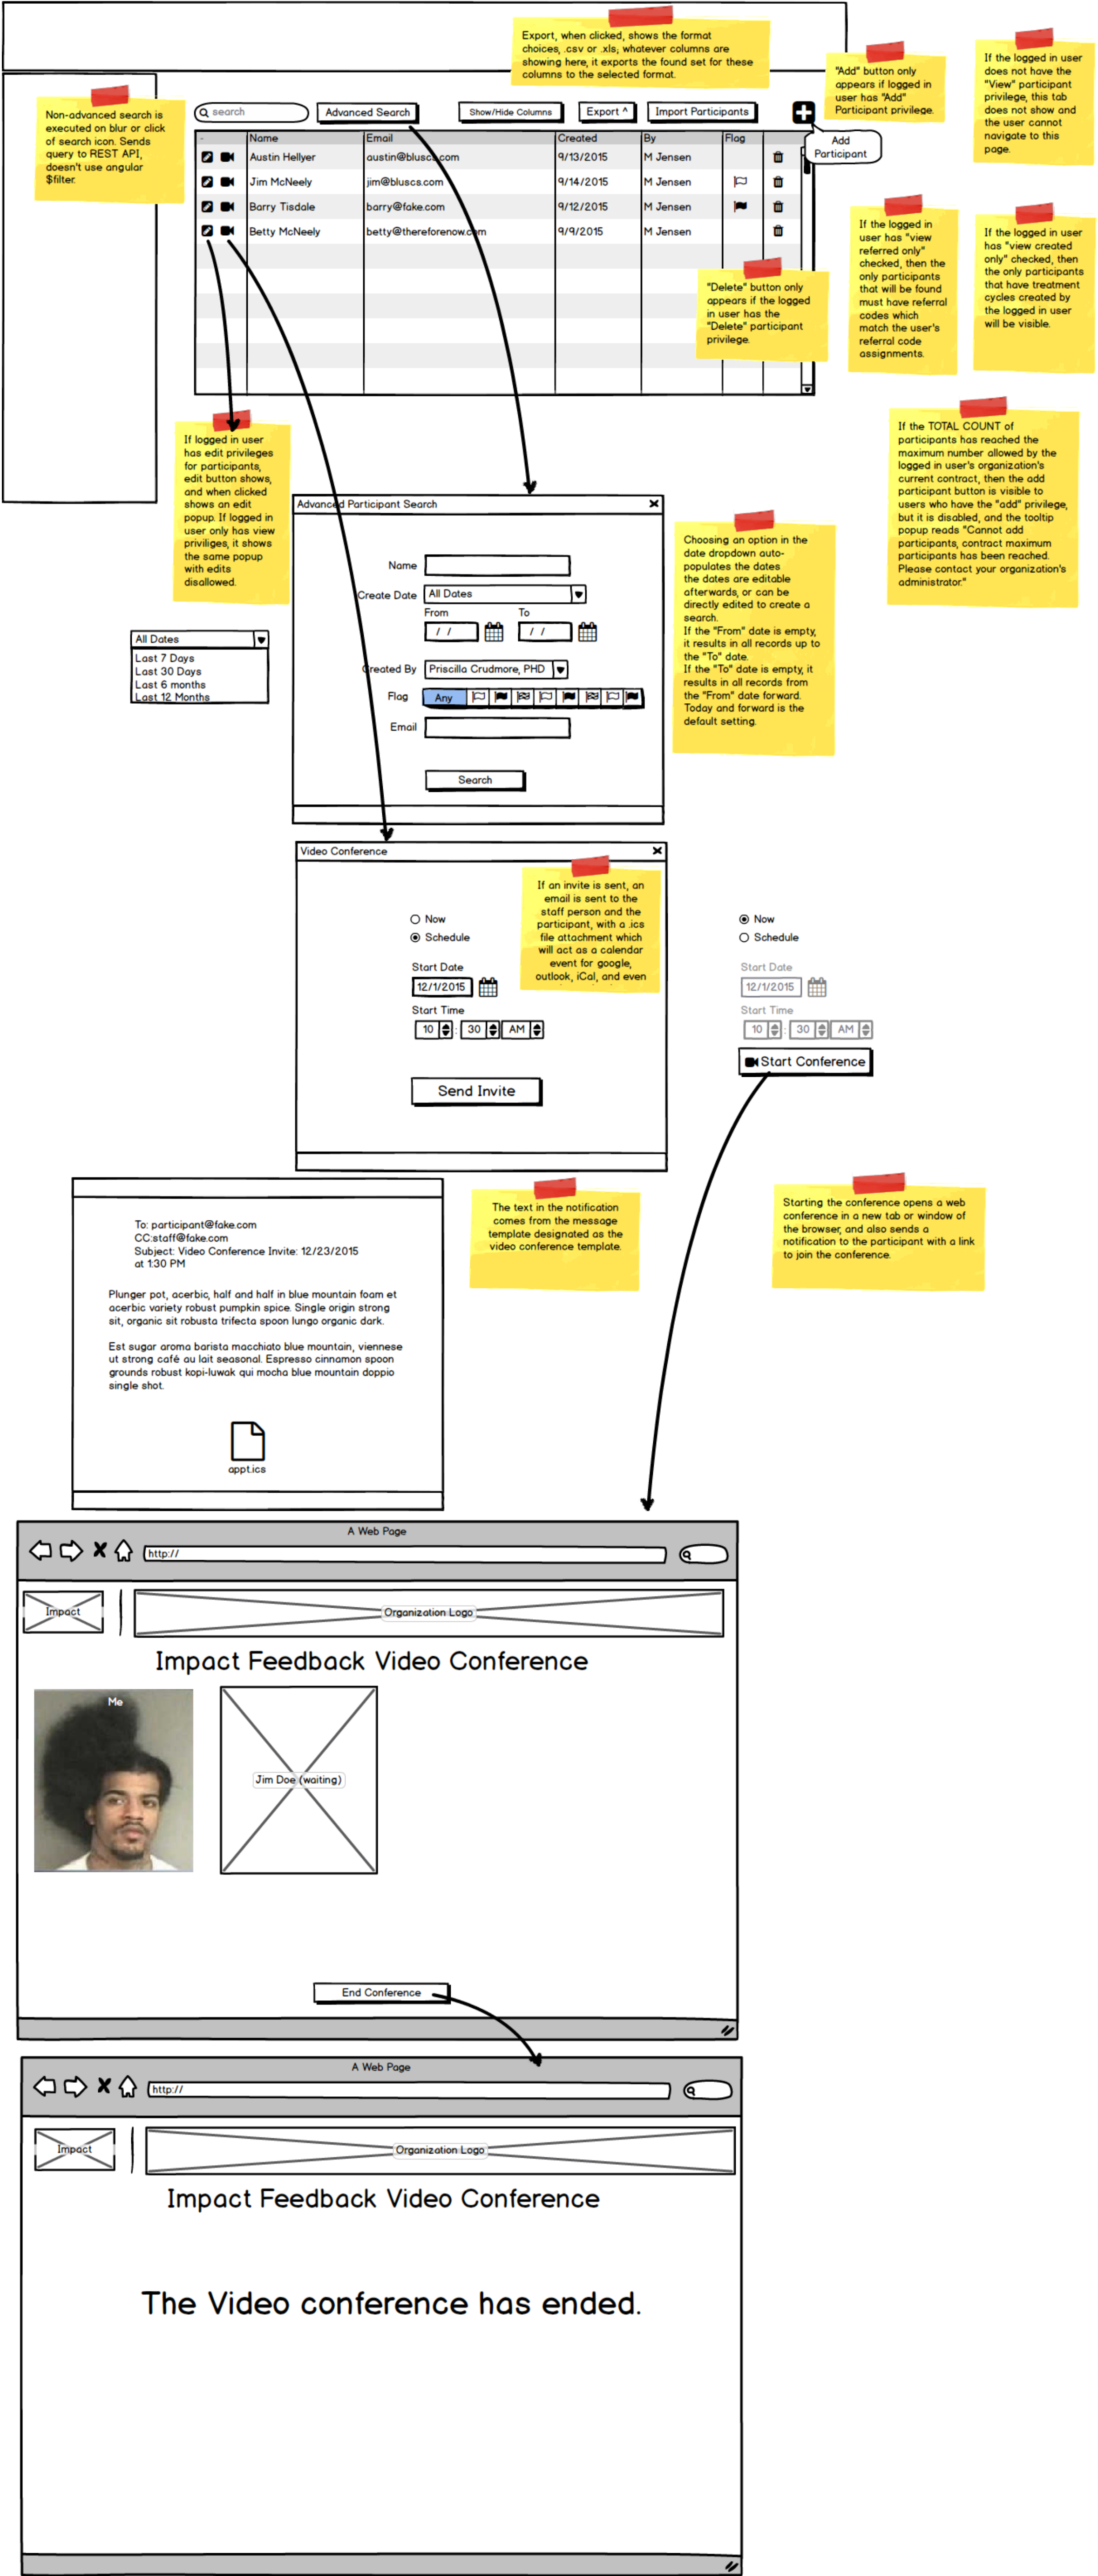 Export, when clicked, shows the format
choices, .csv or .xls; whatever columns are
showing here, it exports the found set for these
columns to the selected format.
"Add" button only
appears if logged in
user has "Add"
Participant privilege.
If the logged in user
does not have the
"View" participant
privilege, this tab
does not show and
the user cannot
navigate to this
page.
Non-advanced search is
executed on blur or click
of search icon. Sends
query to REST API,
doesn't use angular
$filter.
search
Advanced Search
Show/Hide Columns
Export ^
Import Participants
Add
Participant
- Name Email Created By Flag
Austin Hellyer austin@bluscs.com 9/13/2015 M Jensen
Jim McNeely jim@bluscs.com 9/14/2015 M Jensen
Barry Tisdale barry@fake.com 9/12/2015 M Jensen
Betty McNeely betty@thereforenow.com 9/9/2015 M Jensen
"Delete" button only
appears if the logged
in user has the
"Delete" participant
privilege.
If the logged in
user has "view
referred only"
checked, then the
only participants
that will be found
must have referral
codes which
match the user's
referral code
assignments.
If the logged in user
has "view created
only" checked, then
the only participants
that have treatment
cycles created by
the logged in user
will be visible.
If logged in user
has edit privileges
for participants,
edit button shows,
and when clicked
shows an edit
popup. If logged in
user only has view
priviliges, it shows
the same popup
with edits
disallowed.
If the TOTAL COUNT of
participants has reached the
maximum number allowed by the
logged in user's organization's
current contract, then the add
participant button is visible to
users who have the "add" privilege,
but it is disabled, and the tooltip
popup reads "Cannot add
participants, contract maximum
participants has been reached.
Please contact your organization's
administrator."
Advanced Participant Search
Name
Create Date All Dates
From To
/ / / /
Created By Priscilla Crudmore, PHD
Flag Any
Email
Search
All Dates
Last 7 Days
Last 30 Days
Last 6 months
Last 12 Months
Choosing an option in the
date dropdown auto-
populates the dates
the dates are editable
afterwards, or can be
directly edited to create a
search.
If the "From" date is empty,
it results in all records up to
the "To" date.
If the "To" date is empty, it
results in all records from
the "From" date forward.
Today and forward is the
default setting.
Video Conference
If an invite is sent, an
email is sent to the
staff person and the
participant, with a .ics
file attachment which
will act as a calendar
event for google,
outlook, iCal, and even
Now
Schedule
Start Date
12/1/2015
Start Time
10 : 30 AM
Send Invite
Now
Schedule
Start Date
12/1/2015
Start Time
10 : 30 AM
Start Conference
To: participant@fake.com
CC:staff@fake.com
Subject: Video Conference Invite: 12/23/2015
at 1:30 PM
Plunger pot, acerbic, half and half in blue mountain foam et
acerbic variety robust pumpkin spice. Single origin strong
sit, organic sit robusta trifecta spoon lungo organic dark.
Est sugar aroma barista macchiato blue mountain, viennese
ut strong café au lait seasonal. Espresso cinnamon spoon
grounds robust kopi-luwak qui mocha blue mountain doppio
single shot.
appt.ics
The text in the notification
comes from the message
template designated as the
video conference template.
Starting the conference opens a web
conference in a new tab or window of
the browser, and also sends a
notification to the participant with a link
to join the conference.
A Web Page
http://
Impact
Organization Logo
Impact Feedback Video Conference
Me
Jim Doe (waiting)
End Conference
A Web Page
http://
Impact
Organization Logo
Impact Feedback Video Conference
The Video conference has ended.